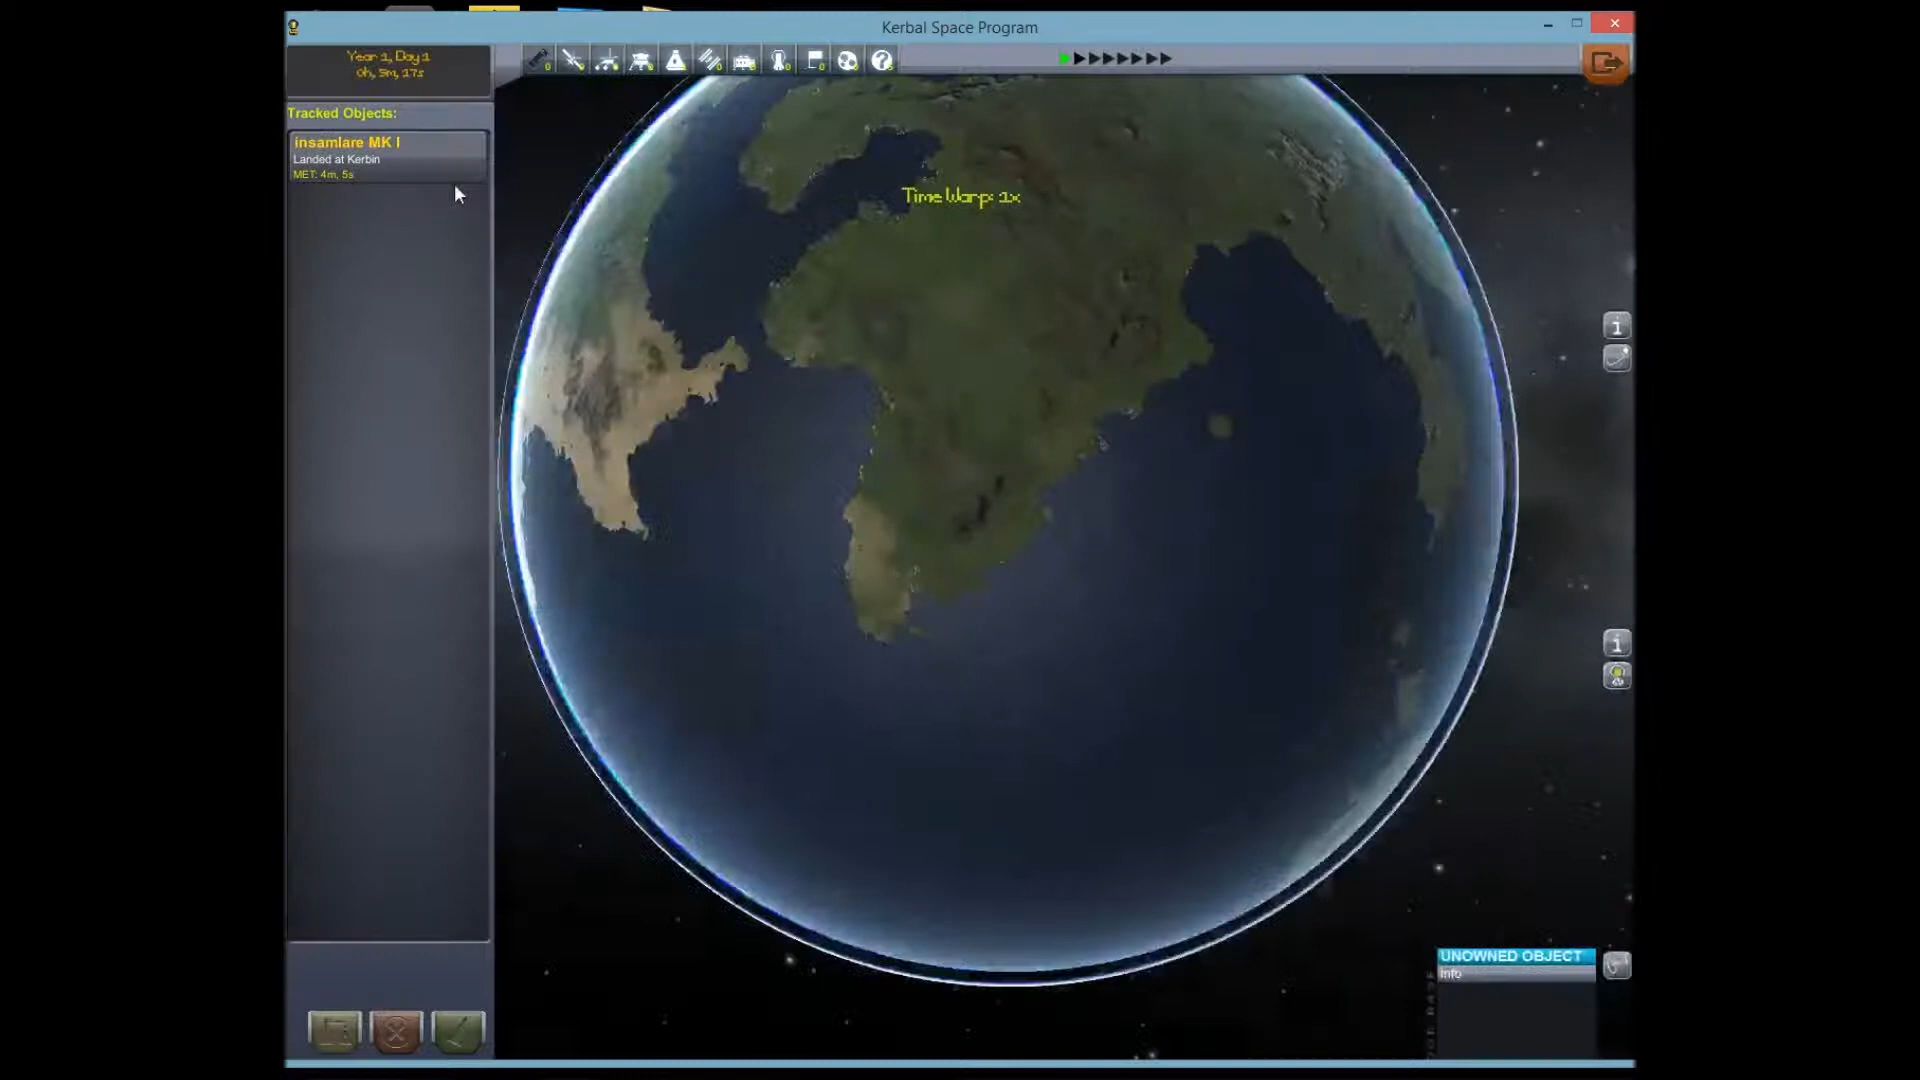 Kerbal Space Program
Year 1, Day 1
0h, 5m, 17s
Tracked Objects:
insamlare MK I
Landed at Kerbin
MET: 4m, 5s
Time Warp: 1x
UNOWNED OBJECT
Info